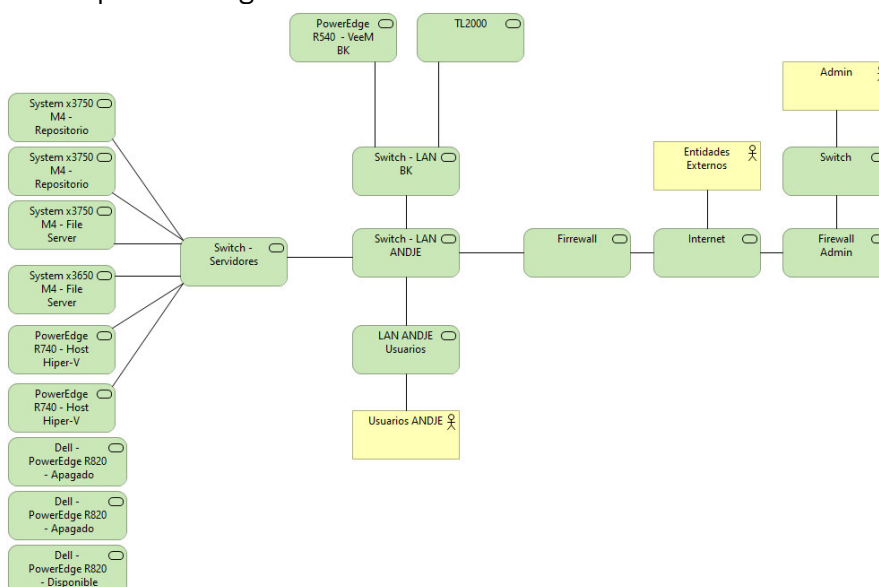 PowerEdge
R540 - VeeM
BK
TL2000
Admin
System x3750
M4 -
Repositorio
System x3750
M4 -
Repositorio
Switch - LAN
BK
Entidades
Externos
Switch
System x3750
M4 - File
Server
Switch -
Servidores
Switch - LAN
ANDJE
Firrewall
Internet
Firewall
Admin
System x3650
M4 - File
Server
PowerEdge
R740 - Host
Hiper-V
LAN ANDJE
Usuarios
PowerEdge
R740 - Host
Hiper-V
Usuarios ANDJE
Dell -
PowerEdge R820
- Apagado
Dell -
PowerEdge R820
- Apagado
Dell -
PowerEdge R820
- Disponible